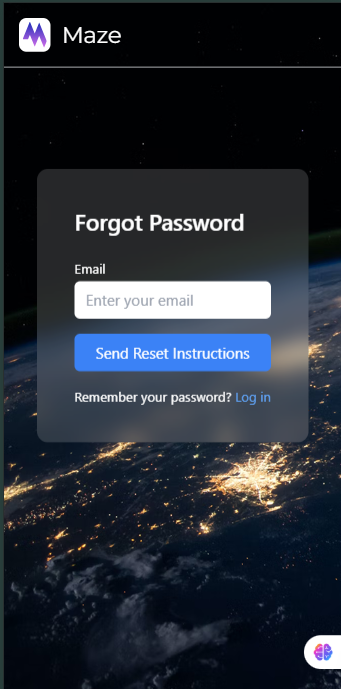 Maze
Forgot Password
Email
Enter your email
Send Reset Instructions
Remember your password? Log in